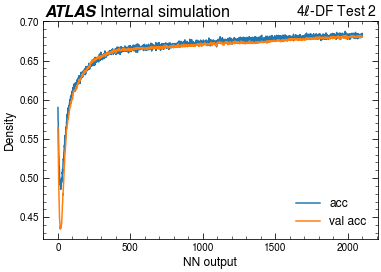 ATLAS Internal simulation
4ℓ-DF Test 2
0.70
0.65
0.60
0.55
0.50
0.45
Density
0
500
1000
1500
2000
NN output
acc
val acc